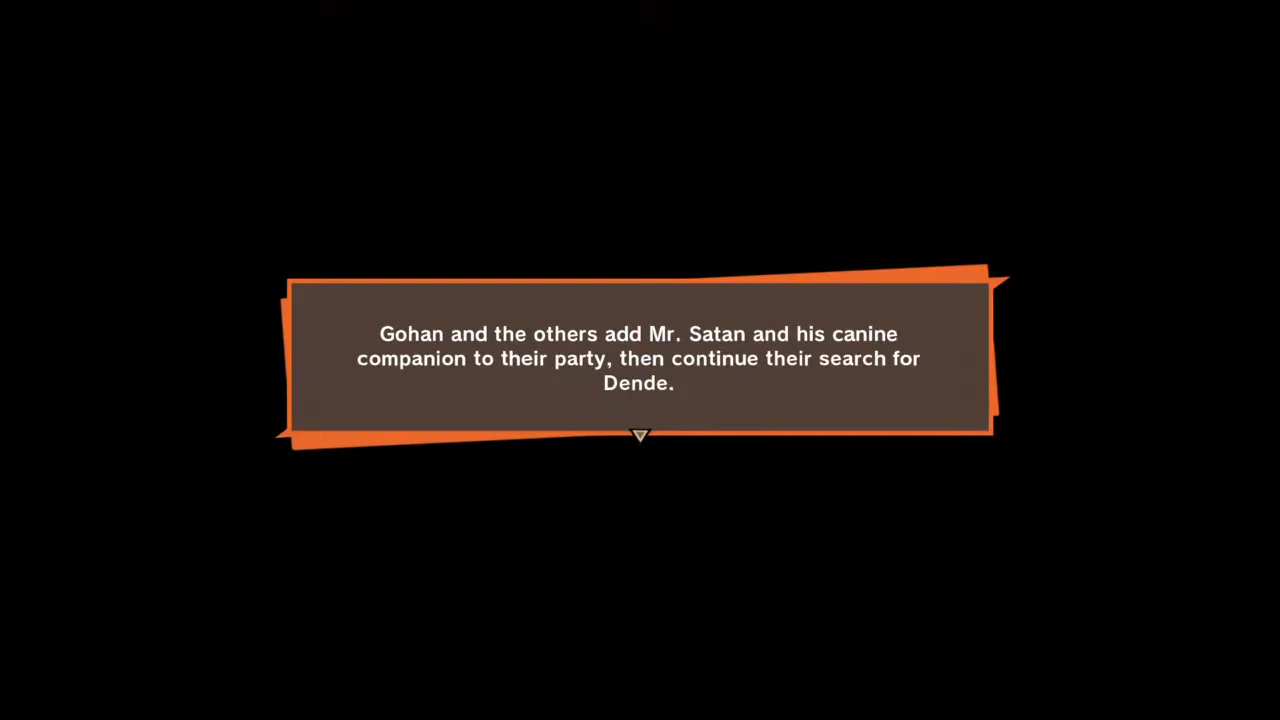 Gohan and the others add Mr. Satan and his canine
companion to their party, then continue their search for
Dende.